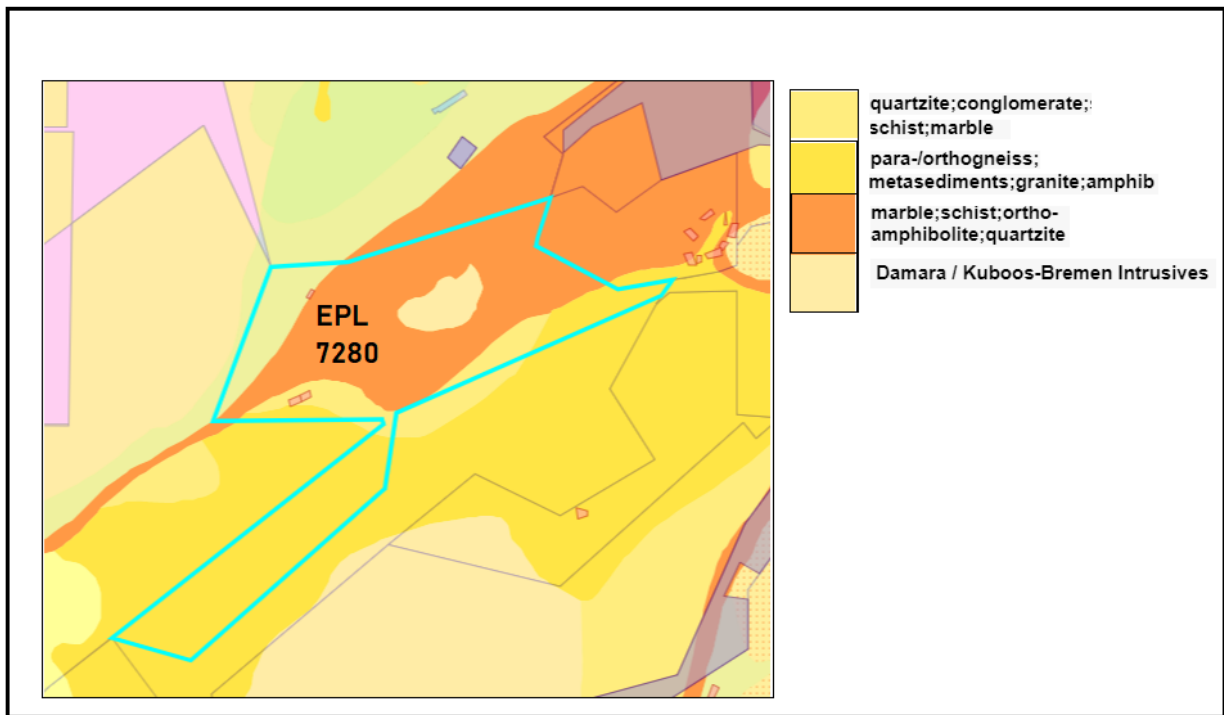 quartzite;conglomerate;:
schist;marble
para-/orthogneiss;
metasediments;granite;amphib
marble;schist;ortho-
amphibolite;quartzite
Damara / Kuboos-Bremen Intrusives
EPL
7280